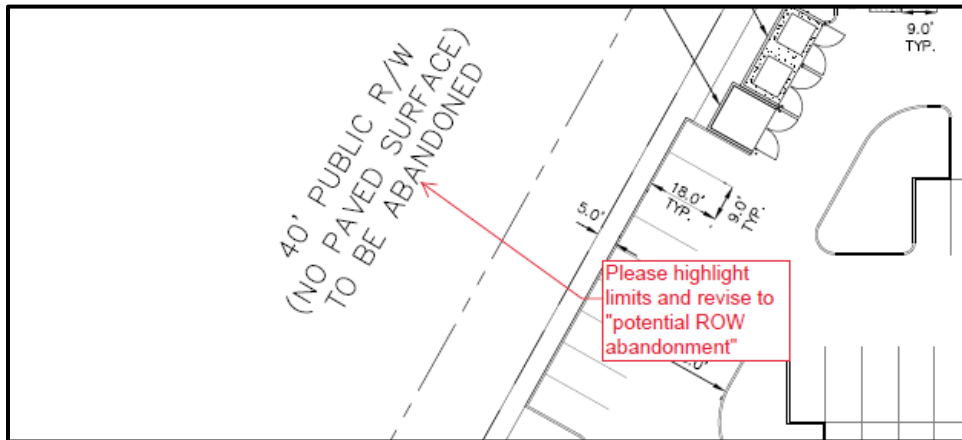 40' PUBLIC R/W
(NO PAVED SURFACE)
TO BE ABANDONED
9.0'
TYP.
18.0'
TYP.
9.0'
TYP.
5.0'
Please highlight
limits and revise to
"potential ROW
abandonment"